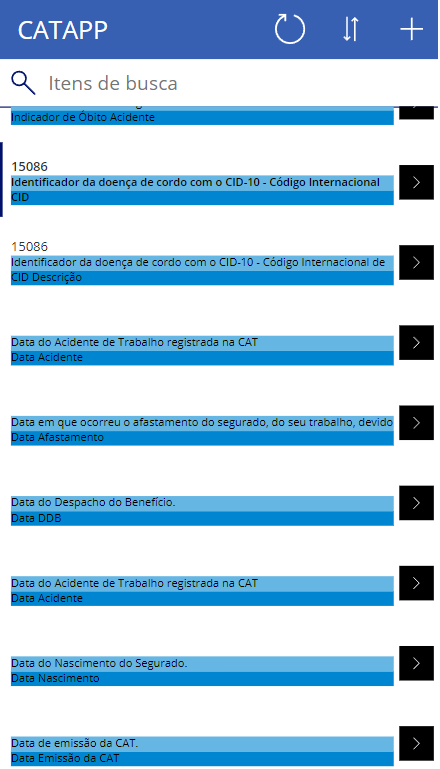 CATAPP
Itens de busca
Indicador de Óbito Acidente
15086
Identificador da doença de cordo com o CID-10 - Código Internacional
CID
15086
Identificador da doença de cordo com o CID-10 - Código Internacional de
CID Descrição
Data do Acidente de Trabalho registrada na CAT
Data Acidente
Data em que ocorreu o afastamento do segurado, do seu trabalho, devido
Data Afastamento
Data do Despacho do Benefício.
Data DDB
Data do Acidente de Trabalho registrada na CAT
Data Acidente
Data do Nascimento do Segurado.
Data Nascimento
Data de emissão da CAT.
Data Emissão da CAT